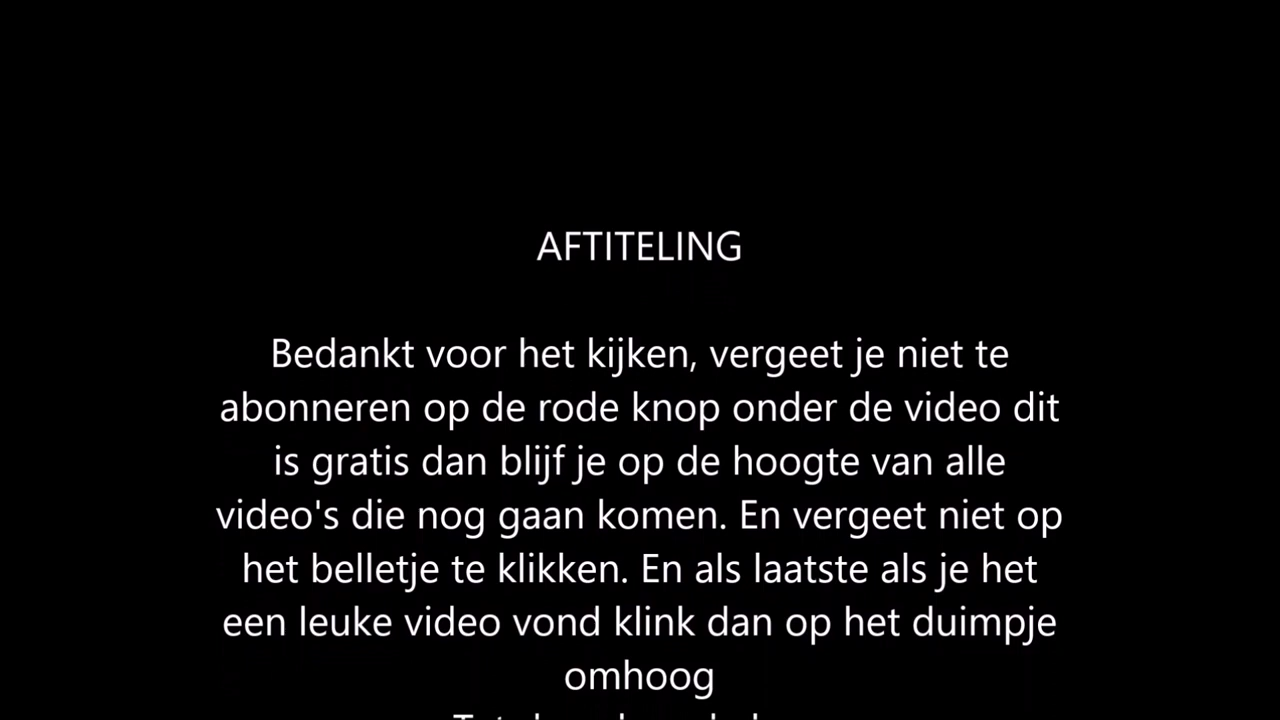 AFTITELING
Bedankt voor het kijken, vergeet je niet te
abonneren op de rode knop onder de video dit
is gratis dan blijf je op de hoogte van alle
video's die nog gaan komen. En vergeet niet op
het belletje te klikken. En als laatste als je het
een leuke video vond klink dan op het duimpje
omhoog